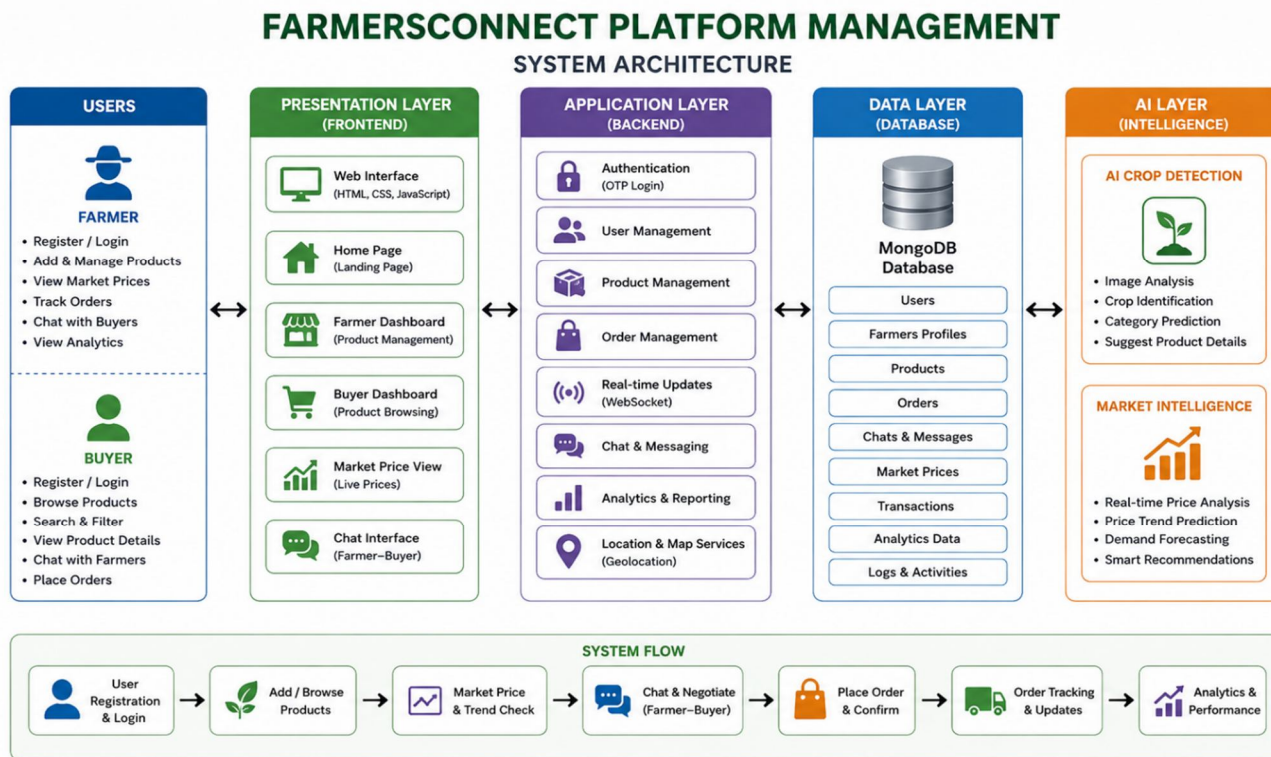 FARMERSCONNECT PLATFORM MANAGEMENT
SYSTEM ARCHITECTURE
USERS
FARMER
• Register / Login
• Add & Manage Products
• View Market Prices
• Track Orders
• Chat with Buyers
• View Analytics
BUYER
• Register / Login
• Browse Products
• Search & Filter
• View Product Details
• Chat with Farmers
• Place Orders
PRESENTATION LAYER
(FRONTEND)
Web Interface
(HTML, CSS, JavaScript)
Home Page
(Landing Page)
Farmer Dashboard
(Product Management)
Buyer Dashboard
(Product Browsing)
Market Price View
(Live Prices)
Chat Interface
(Farmer–Buyer)
APPLICATION LAYER
(BACKEND)
Authentication
(OTP Login)
User Management
Product Management
Order Management
Real-time Updates
(WebSocket)
Chat & Messaging
Analytics & Reporting
Location & Map Services
(Geolocation)
DATA LAYER
(DATABASE)
MongoDB
Database
Users
Farmers Profiles
Products
Orders
Chats & Messages
Market Prices
Transactions
Analytics Data
Logs & Activities
AI LAYER
(INTELLIGENCE)
AI CROP DETECTION
• Image Analysis
• Crop Identification
• Category Prediction
• Suggest Product Details
MARKET INTELLIGENCE
• Real-time Price Analysis
• Price Trend Prediction
• Demand Forecasting
• Smart Recommendations
SYSTEM FLOW
User
Registration
& Login
Add / Browse
Products
Market Price
& Trend Check
Chat & Negotiate
(Farmer–Buyer)
Place Order
& Confirm
Order Tracking
& Updates
Analytics &
Performance